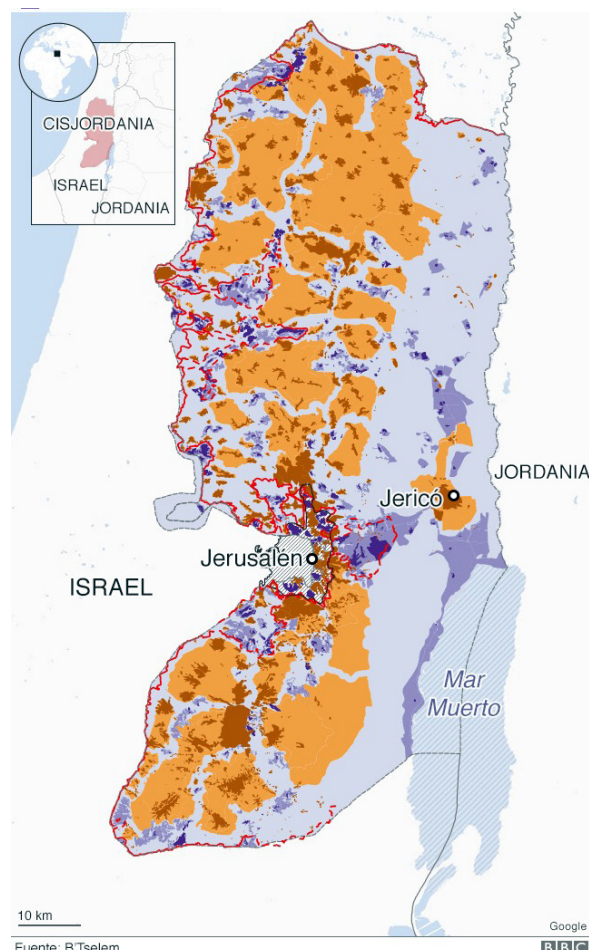 CISJORDANIA
ISRAEL
JORDANIA
JORDANIA
Jericó
Jerusalén
ISRAEL
Mar
Muerto
10 km
Google
Fuente: B'Tselem
BBC